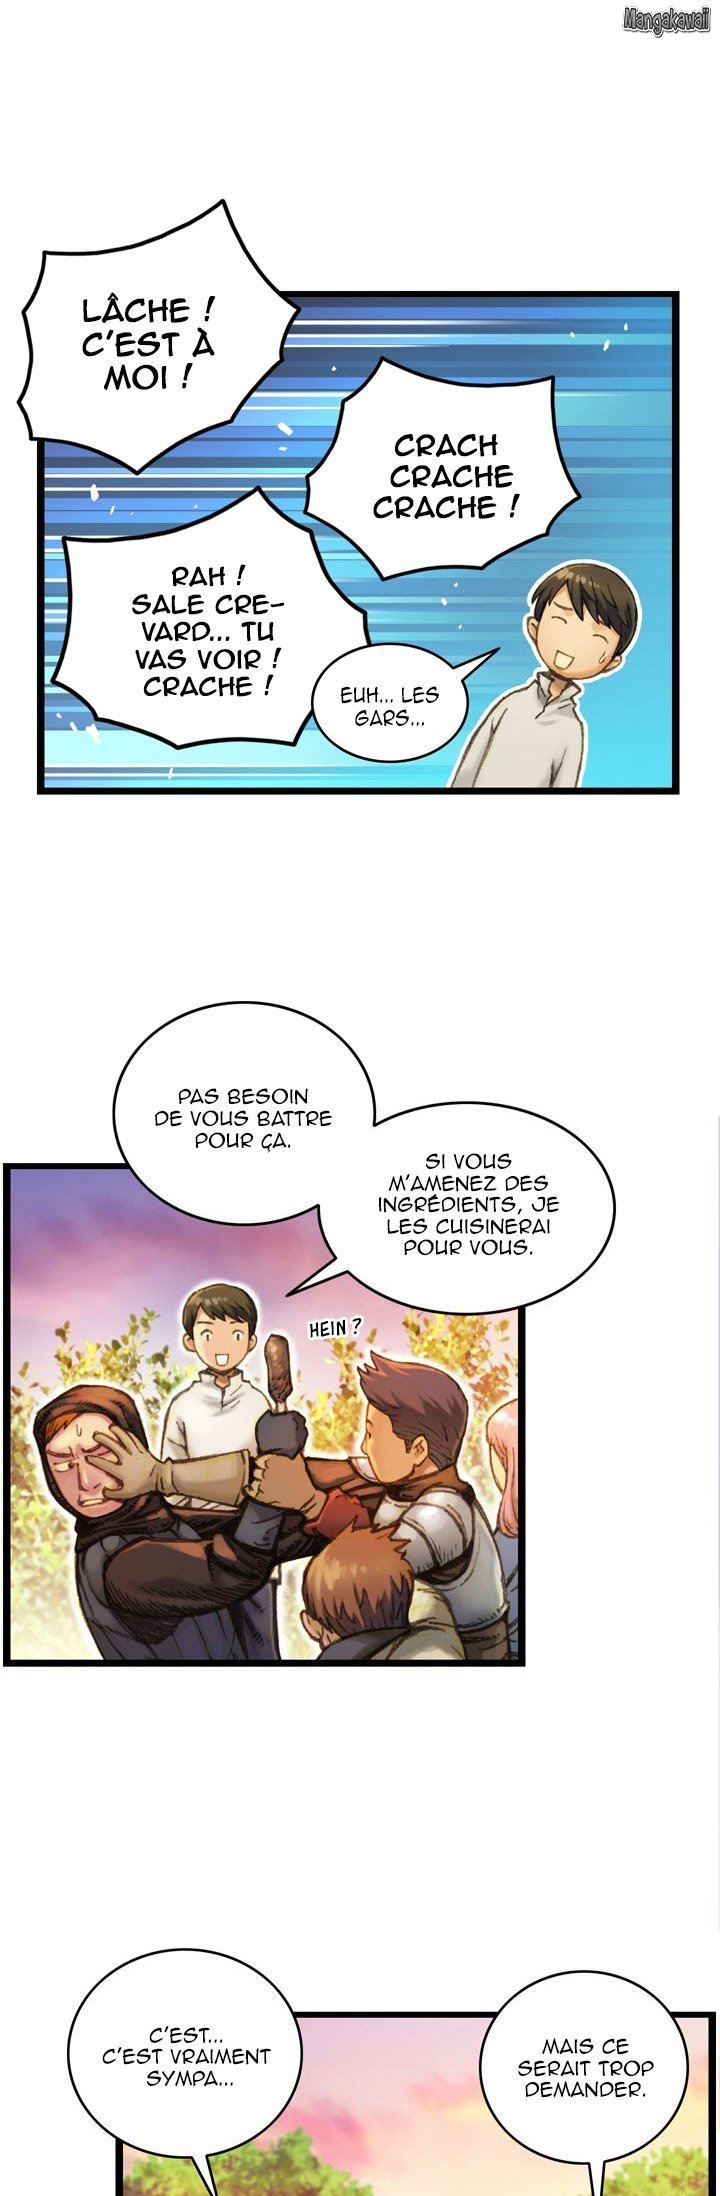 Mangakawaii
LÂCHE !
C'EST À
MOI !
CRACH
CRACHE
CRACHE !
RAH !
SALE CRE-
VARD... TU
VAS VOIR !
CRACHE !
EUH... LES
GARS...
PAS BESOIN
DE VOUS BATTRE
POUR ÇA.
SI VOUS
M'AMENEZ DES
INGRÉDIENTS, JE
LES CUISINERAI
POUR VOUS.
HEIN ?
C'EST...
C'EST VRAIMENT
SYMPA...
MAIS CE
SERAIT TROP
DEMANDER.